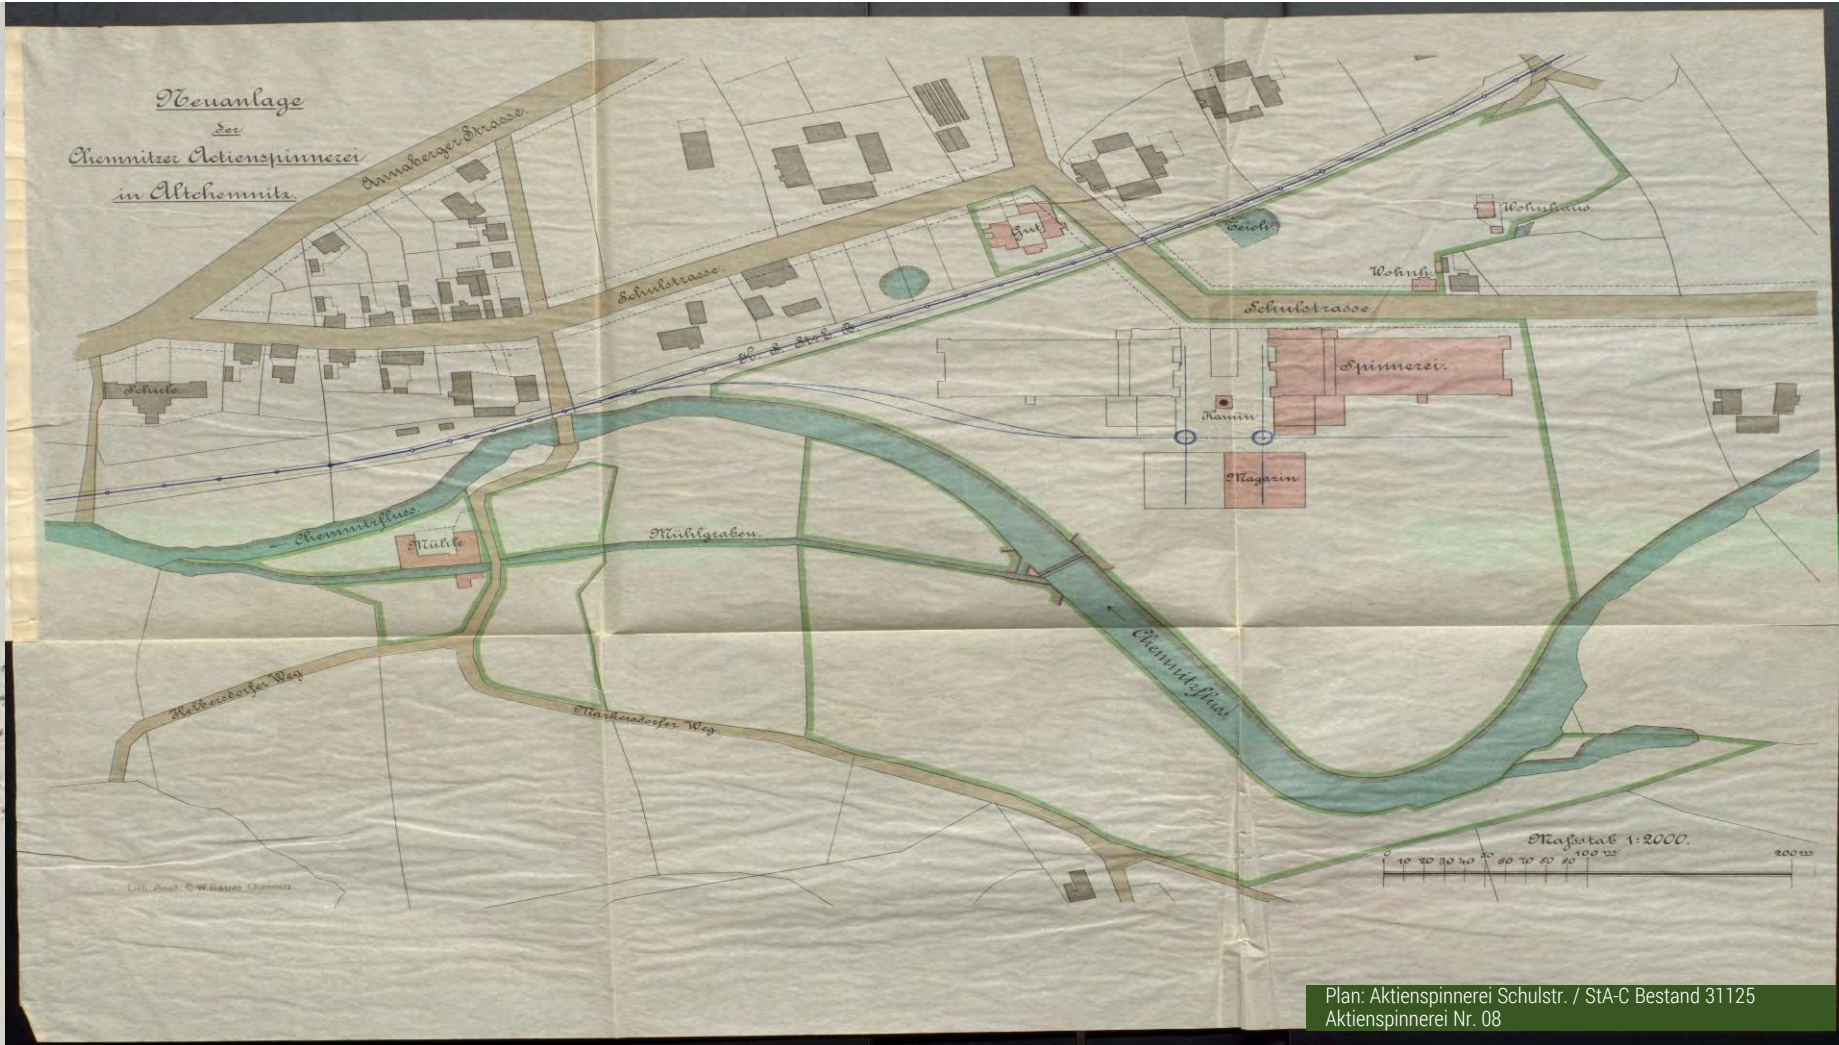 Neuanlage
der
Chemnitzer Actienspinnerei
in Altchemnitz.
Annaberger Strasse.
Schulstrasse.
Gut
Teich.
Wohnhaus.
Wohnh.
Schulstrasse
Schule
Spinnerei.
Kamin
Magazin
Chemnitzfluss.
Mühle
Mühlgraben.
Chemnitzfluss
Helbersdorfer Weg
Markersdorfer Weg.
Maßstab 1:2000.
0 10 20 30 40 50 60 70 80 90 100 m 200 m
Lith. Anst. C. W. Baum Chemnitz.
Plan: Aktienspinnerei Schulstr. / StA-C Bestand 31125
Aktienspinnerei Nr. 08